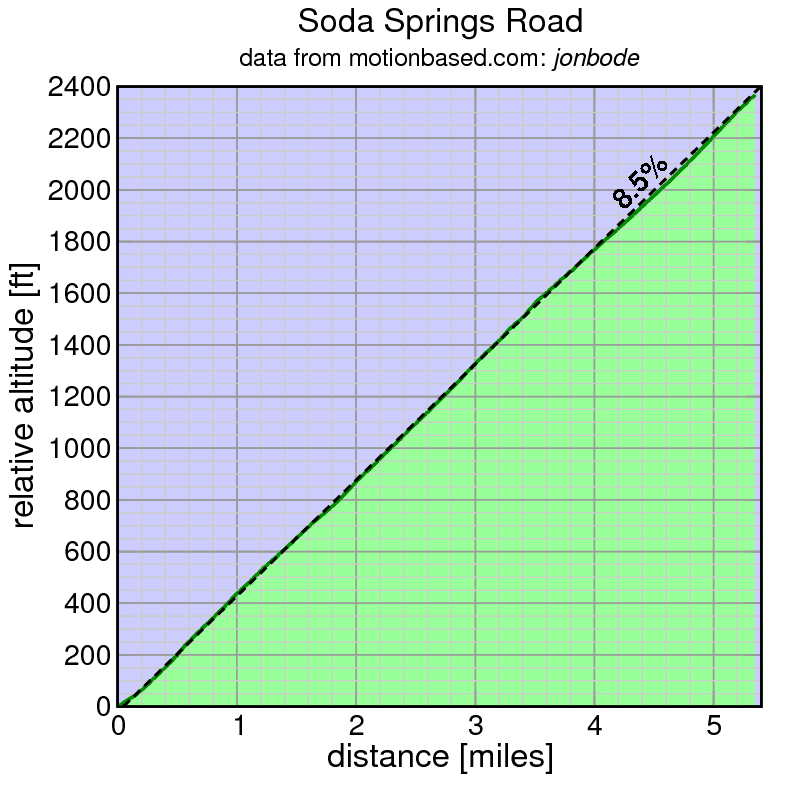 Soda Springs Road
data from motionbased.com: jonbode
2400
2200
2000
1800
1600
1400
1200
1000
800
600
400
200
0
relative altitude [ft]
8.5%
0 1 2 3 4 5
distance [miles]